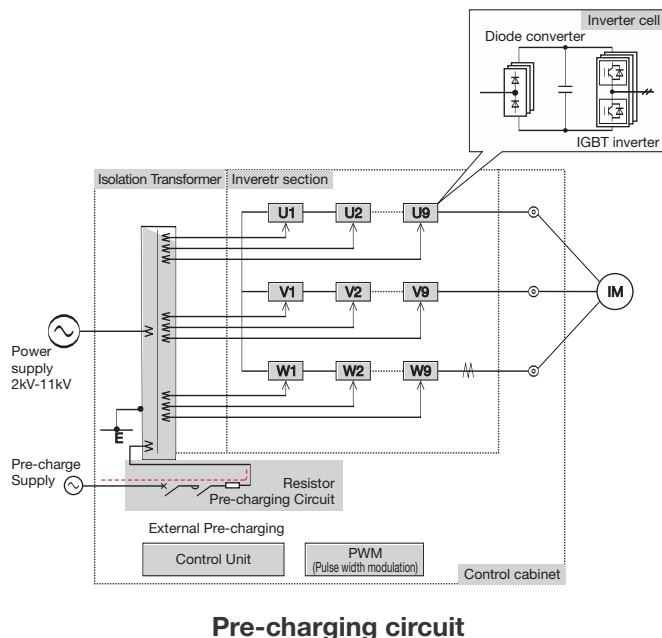 Inverter cell
Diode converter
IGBT inverter
Isolation Transformer
Inveretr section
U1
U2
U9
V1
V2
V9
IM
Power
supply
2kV-11kV
W1
W2
W9
E
Pre-charge
Supply
Resistor
Pre-charging Circuit
External Pre-charging
Control Unit
PWM
(Pulse width modulation)
Control cabinet
Pre-charging circuit